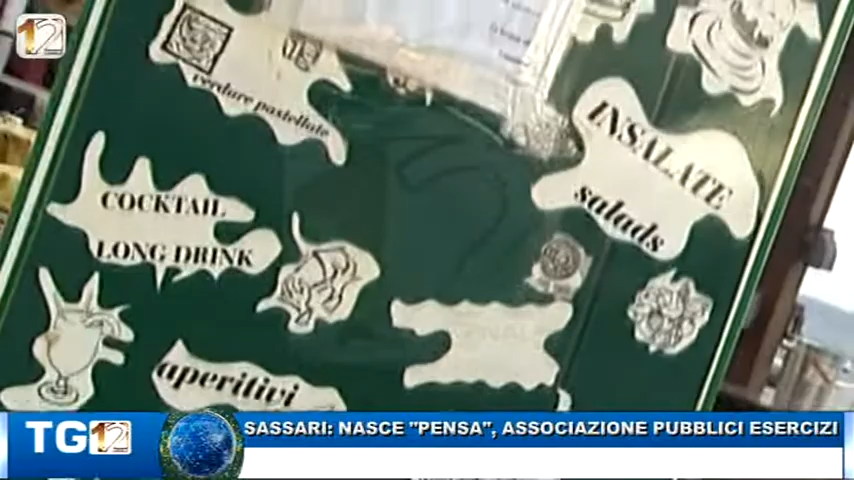 12
verdure pastellate
INSALATE
salads
COCKTAIL
LONG DRINK
aperitivi
TG12
SASSARI: NASCE "PENSA", ASSOCIAZIONE PUBBLICI ESERCIZI